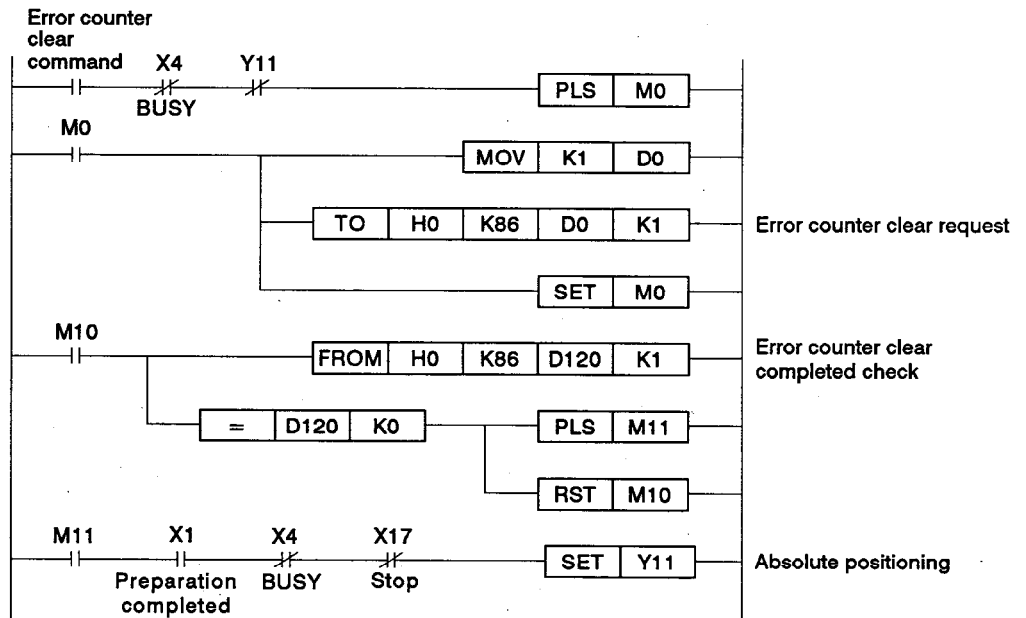 Error counter
clear
command X4 Y11
PLS M0
BUSY
M0
MOV K1 D0
TO H0 K86 D0 K1 Error counter clear request
SET M0
M10
FROM H0 K86 D120 K1 Error counter clear
completed check
= D120 K0 PLS M11
RST M10
M11 X1 X4 X17
SET Y11 Absolute positioning
Preparation BUSY Stop
completed